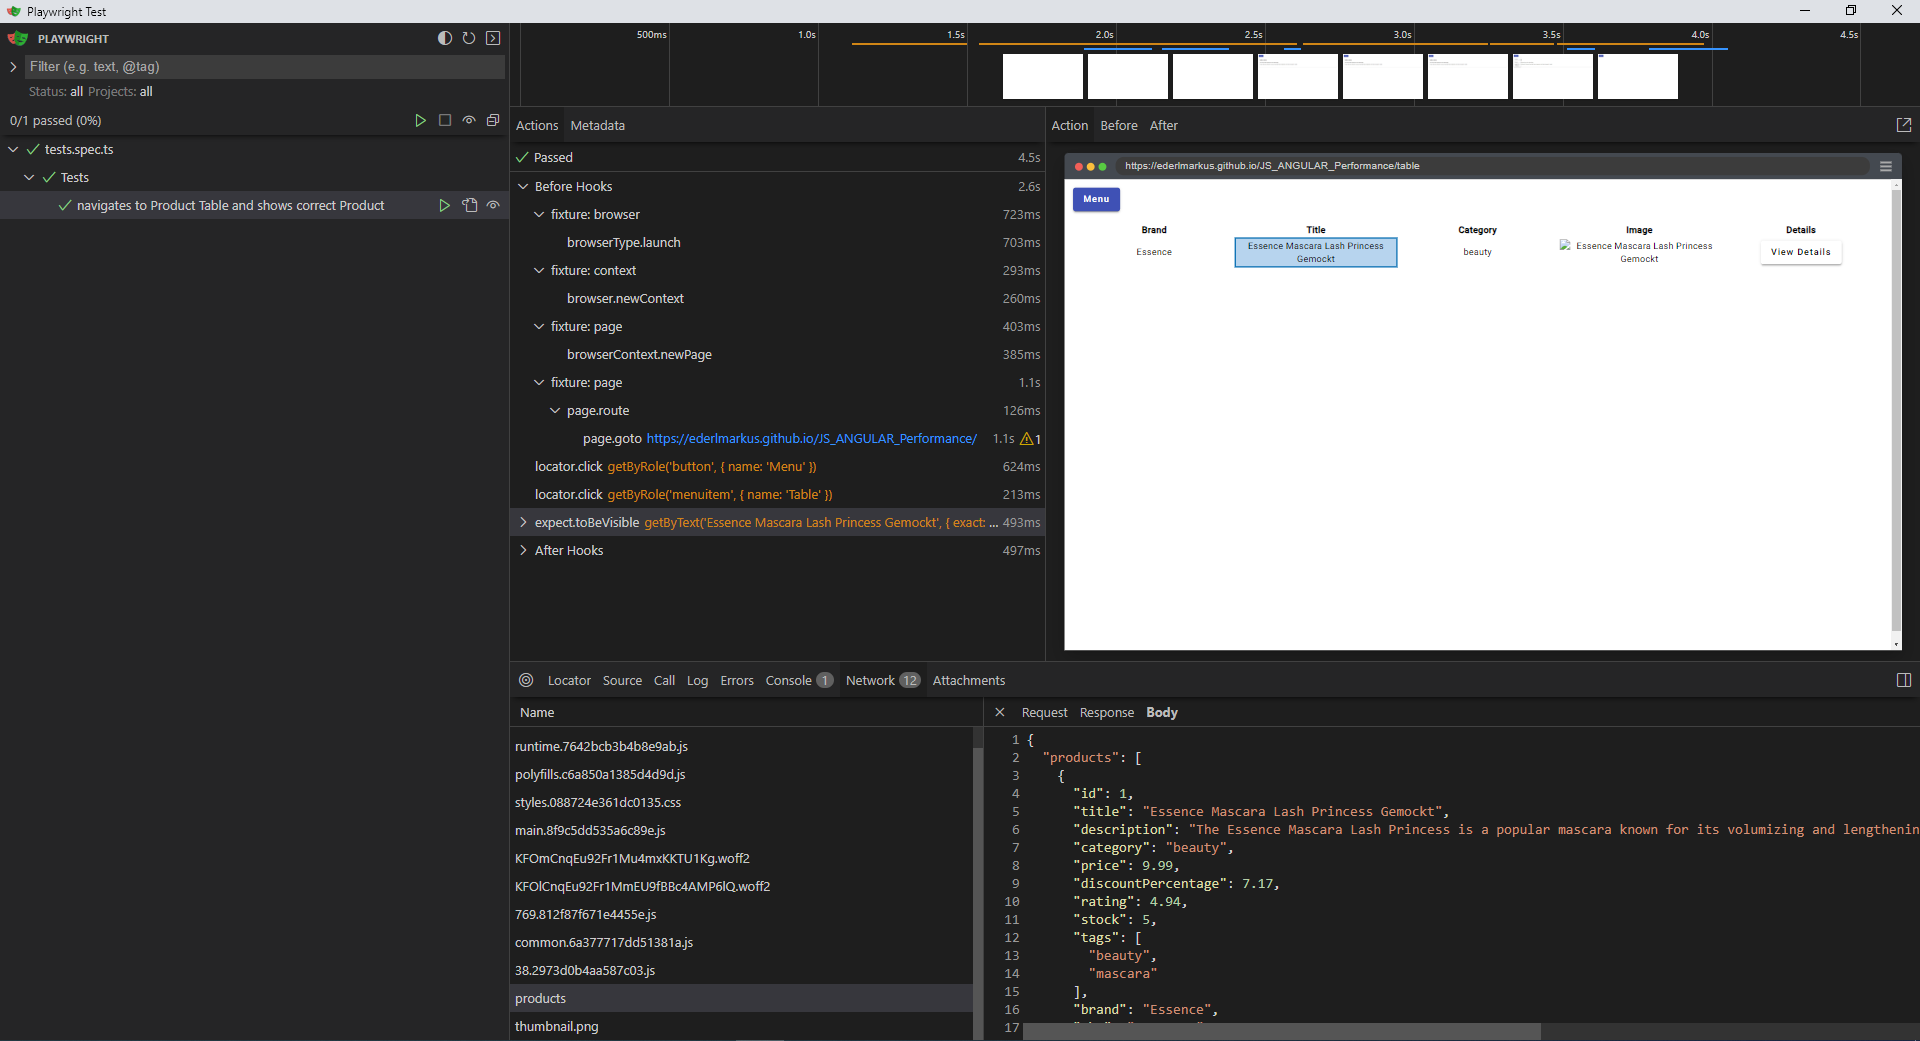 Playwright Test
PLAYWRIGHT
Filter (e.g. text, @tag)
Status: all Projects: all
0/1 passed (0%)
tests.spec.ts
Tests
navigates to Product Table and shows correct Product
500ms 1.0s 1.5s 2.0s 2.5s 3.0s 3.5s 4.0s 4.5s
Actions Metadata
Passed 4.5s
Before Hooks 2.6s
fixture: browser 723ms
browserType.launch 703ms
fixture: context 293ms
browser.newContext 260ms
fixture: page 403ms
browserContext.newPage 385ms
fixture: page 1.1s
page.route 126ms
page.goto https://ederlmarkus.github.io/JS_ANGULAR_Performance/ 1.1s 1
locator.click getByRole('button', { name: 'Menu' }) 624ms
locator.click getByRole('menuitem', { name: 'Table' }) 213ms
expect.toBeVisible getByText('Essence Mascara Lash Princess Gemockt', { exact: ... 493ms
After Hooks 497ms
Action Before After
https://ederlmarkus.github.io/JS_ANGULAR_Performance/table
Menu
Brand Title Category Image Details
Essence Essence Mascara Lash Princess Gemockt beauty Essence Mascara Lash Princess Gemockt View Details
Locator Source Call Log Errors Console 1 Network 12 Attachments
Name
runtime.7642bcb3b4b8e9ab.js
polyfills.c6a850a1385d4d9d.js
styles.088724e361dc0135.css
main.8f9c5dd535a6c89e.js
KFOmCnqEu92Fr1Mu4mxKKTU1Kg.woff2
KFOlCnqEu92Fr1MmEU9fBBc4AMP6lQ.woff2
769.812f87f671e4455e.js
common.6a377717dd51381a.js
38.2973d0b4aa587c03.js
products
thumbnail.png
Request Response Body
1 {
2 "products": [
3 {
4 "id": 1,
5 "title": "Essence Mascara Lash Princess Gemockt",
6 "description": "The Essence Mascara Lash Princess is a popular mascara known for its volumizing and lengthenin
7 "category": "beauty",
8 "price": 9.99,
9 "discountPercentage": 7.17,
10 "rating": 4.94,
11 "stock": 5,
12 "tags": [
13 "beauty",
14 "mascara"
15 ],
16 "brand": "Essence",
17